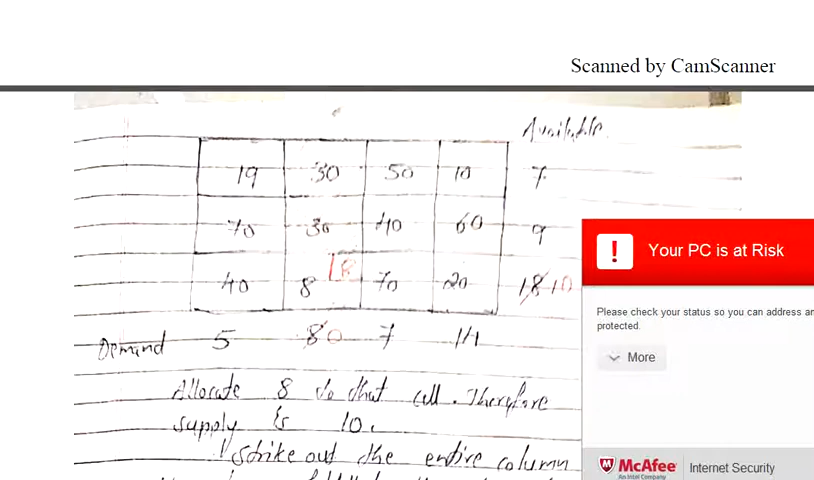 Scanned by CamScanner
Available
19 30 50 10 7
70 30 40 60 9
40 8 8 70 20 18 10
Demand 5 8 0 7 14
Allocate 8 to that cell. Therefore
supply is 10.
strike out the entire column
Your PC is at Risk
Please check your status so you can address
protected.
More
McAfee Internet Security
An Intel Company